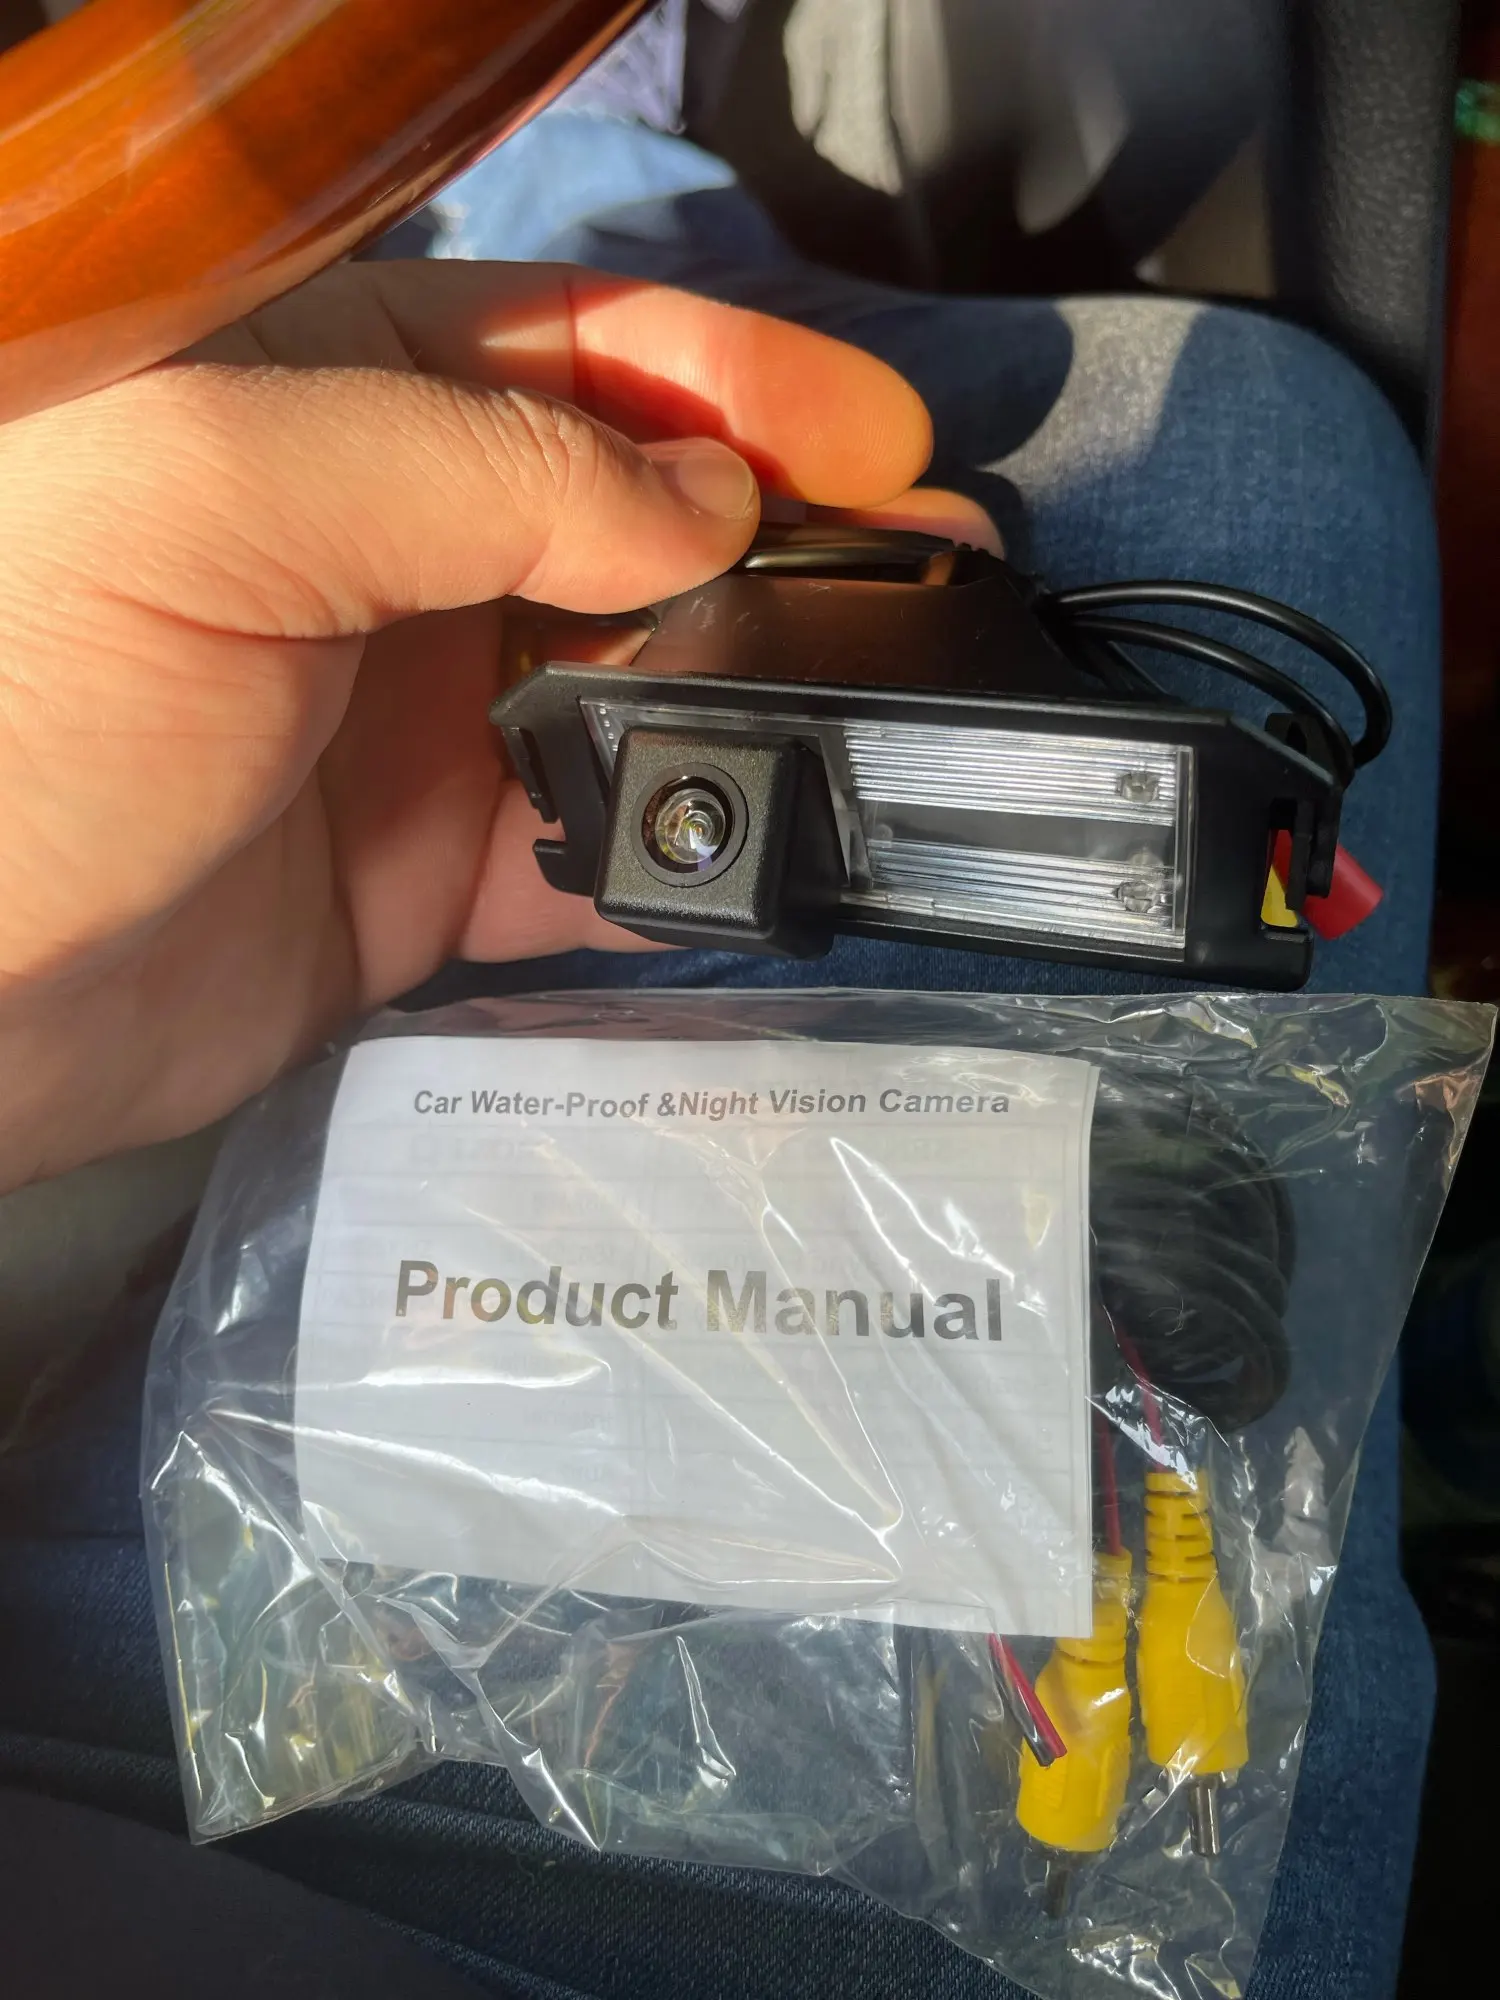 Car Water-Proof &Night Vision Camera
Product Manual